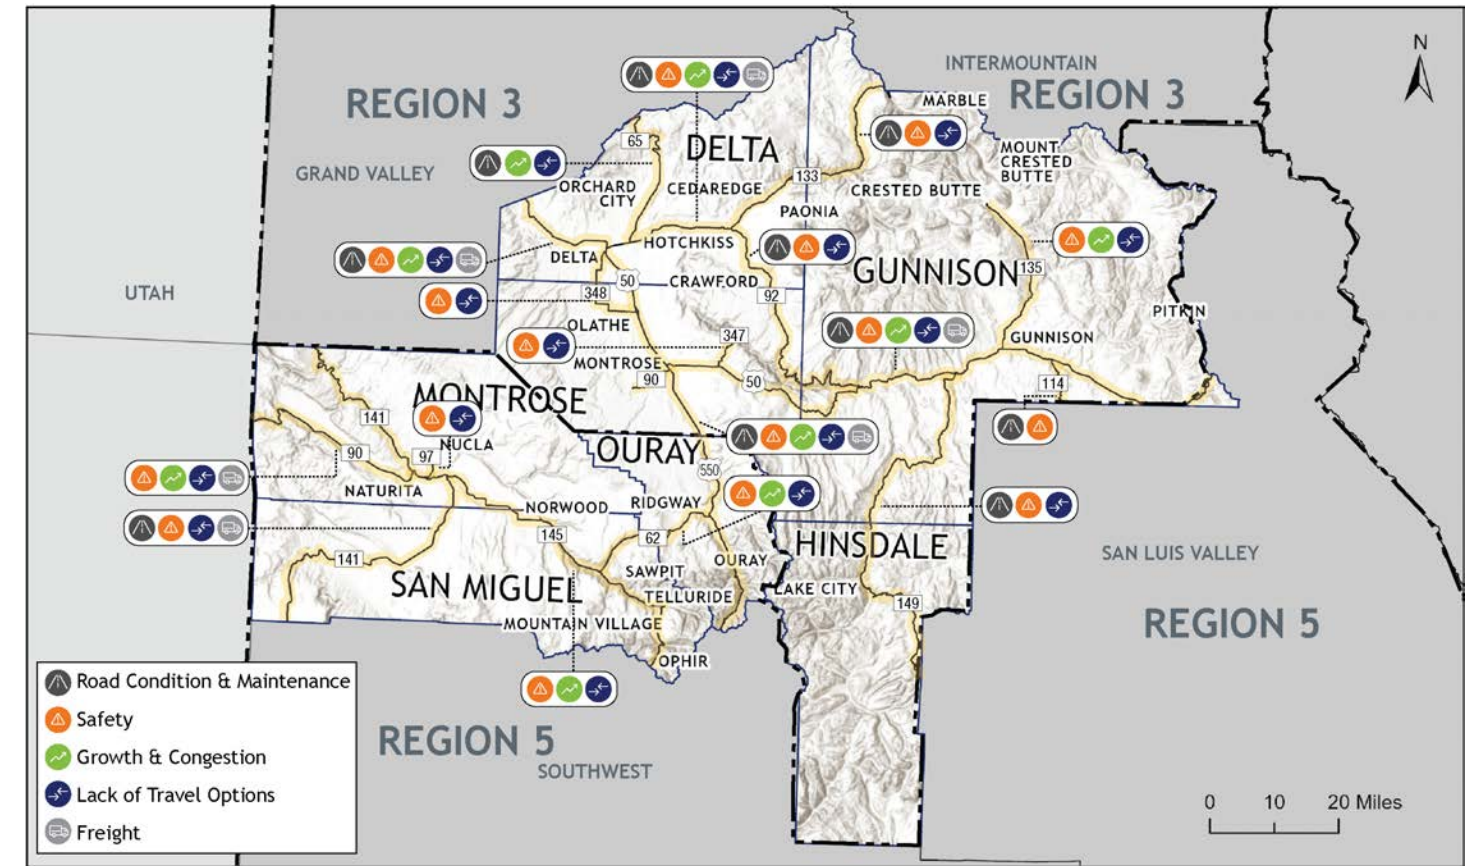 N
INTERMOUNTAIN
REGION 3
REGION 3
MARBLE
DELTA
65
MOUNT
CRESTED
BUTTE
GRAND VALLEY
133
ORCHARD
CITY
CEDAREDGE
CRESTED BUTTE
PAONIA
HOTCHKISS
DELTA
GUNNISON
135
50
CRAWFORD
348
92
UTAH
PITKIN
OLATHE
347
GUNNISON
MONTROSE
90
50
114
MONTROSE
141
NUCLA
OURAY
90
97
550
NATURITA
NORWOOD
RIDGWAY
145
62
HINSDALE
SAN LUIS VALLEY
141
OURAY
SAWPIT
SAN MIGUEL
LAKE CITY
TELLURIDE
149
MOUNTAIN VILLAGE
REGION 5
OPHIR
Road Condition & Maintenance
Safety
REGION 5
Growth & Congestion
SOUTHWEST
Lack of Travel Options
Freight
0 10 20 Miles